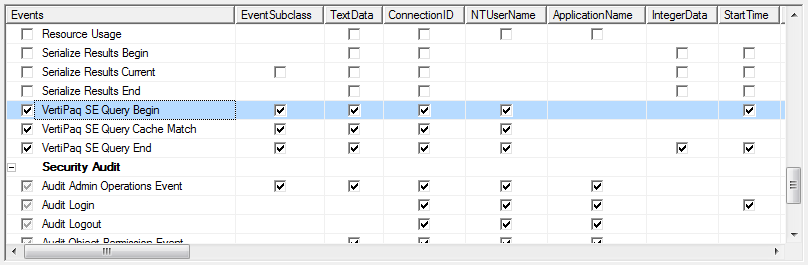 Events EventSubclass TextData ConnectionID NTUserName ApplicationName IntegerData StartTime
Resource Usage
Serialize Results Begin
Serialize Results Current
Serialize Results End
VertiPaq SE Query Begin
VertiPaq SE Query Cache Match
VertiPaq SE Query End
Security Audit
Audit Admin Operations Event
Audit Login
Audit Logout
Audit Object Permission Event